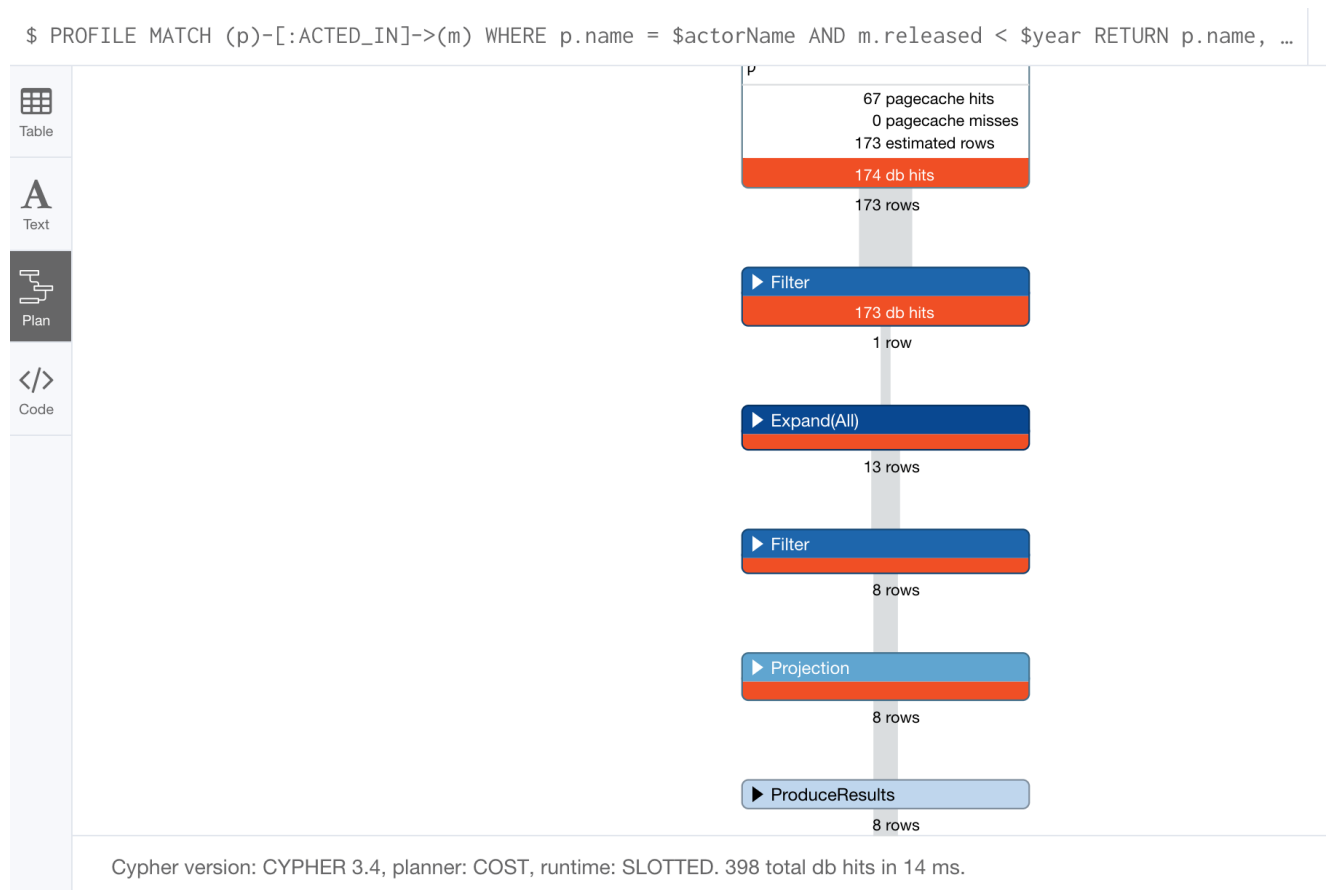 $ PROFILE MATCH (p)-[:ACTED_IN]->(m) WHERE p.name = $actorName AND m.released < $year RETURN p.name, …
Table
Text
Plan
Code
p
67 pagecache hits
0 pagecache misses
173 estimated rows
174 db hits
173 rows
Filter
173 db hits
1 row
Expand(All)
13 rows
Filter
8 rows
Projection
8 rows
ProduceResults
8 rows
Cypher version: CYPHER 3.4, planner: COST, runtime: SLOTTED. 398 total db hits in 14 ms.